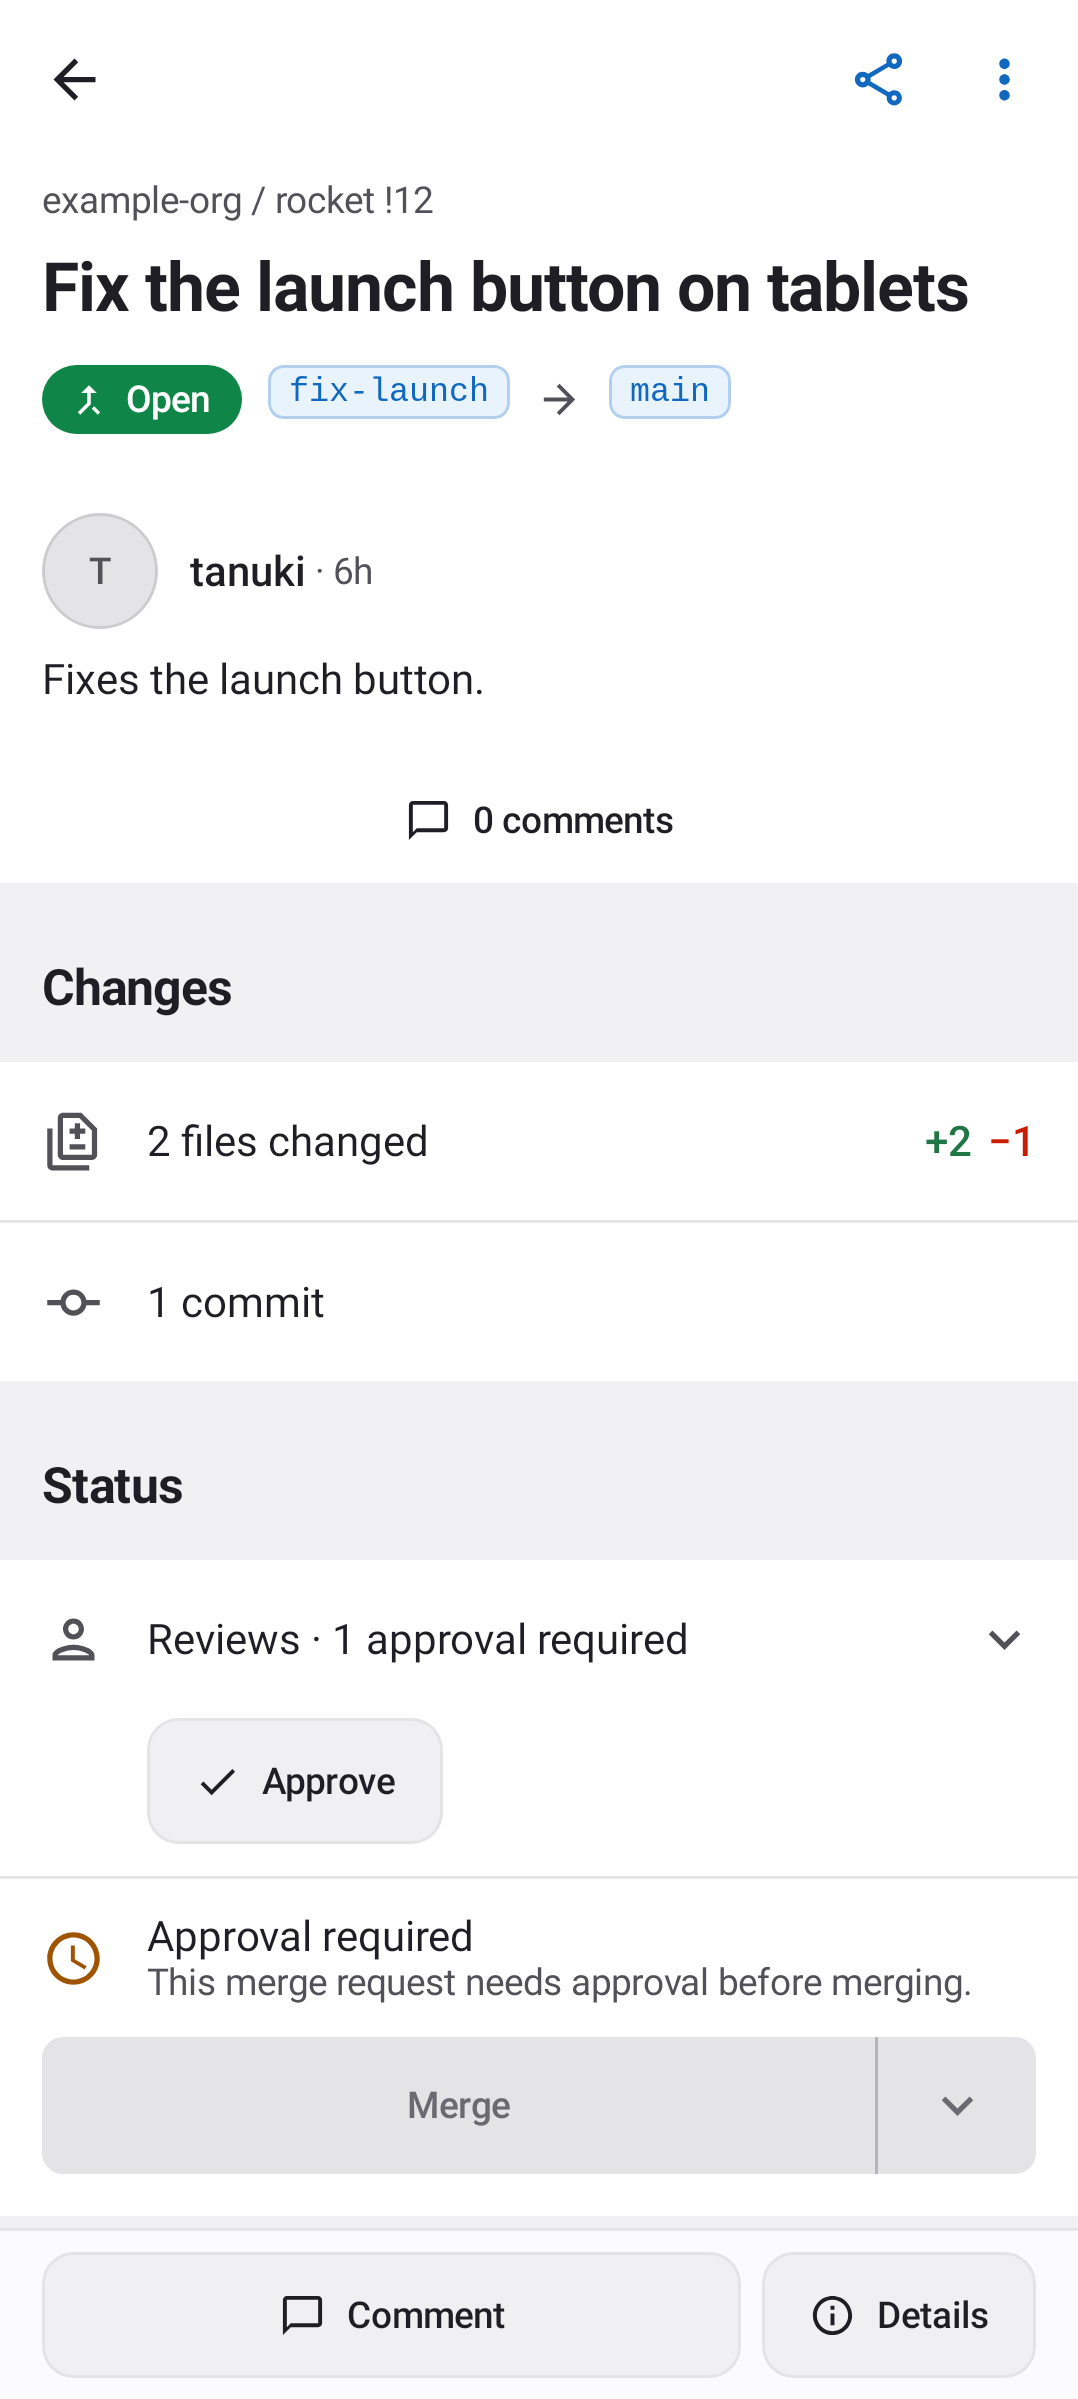 example-org / rocket !12
Fix the launch button on tablets
Open
fix-launch
main
T
tanuki · 6h
Fixes the launch button.
0 comments
Changes
2 files changed
+2 −1
1 commit
Status
Reviews · 1 approval required
Approve
Approval required
This merge request needs approval before merging.
Merge
Comment
Details